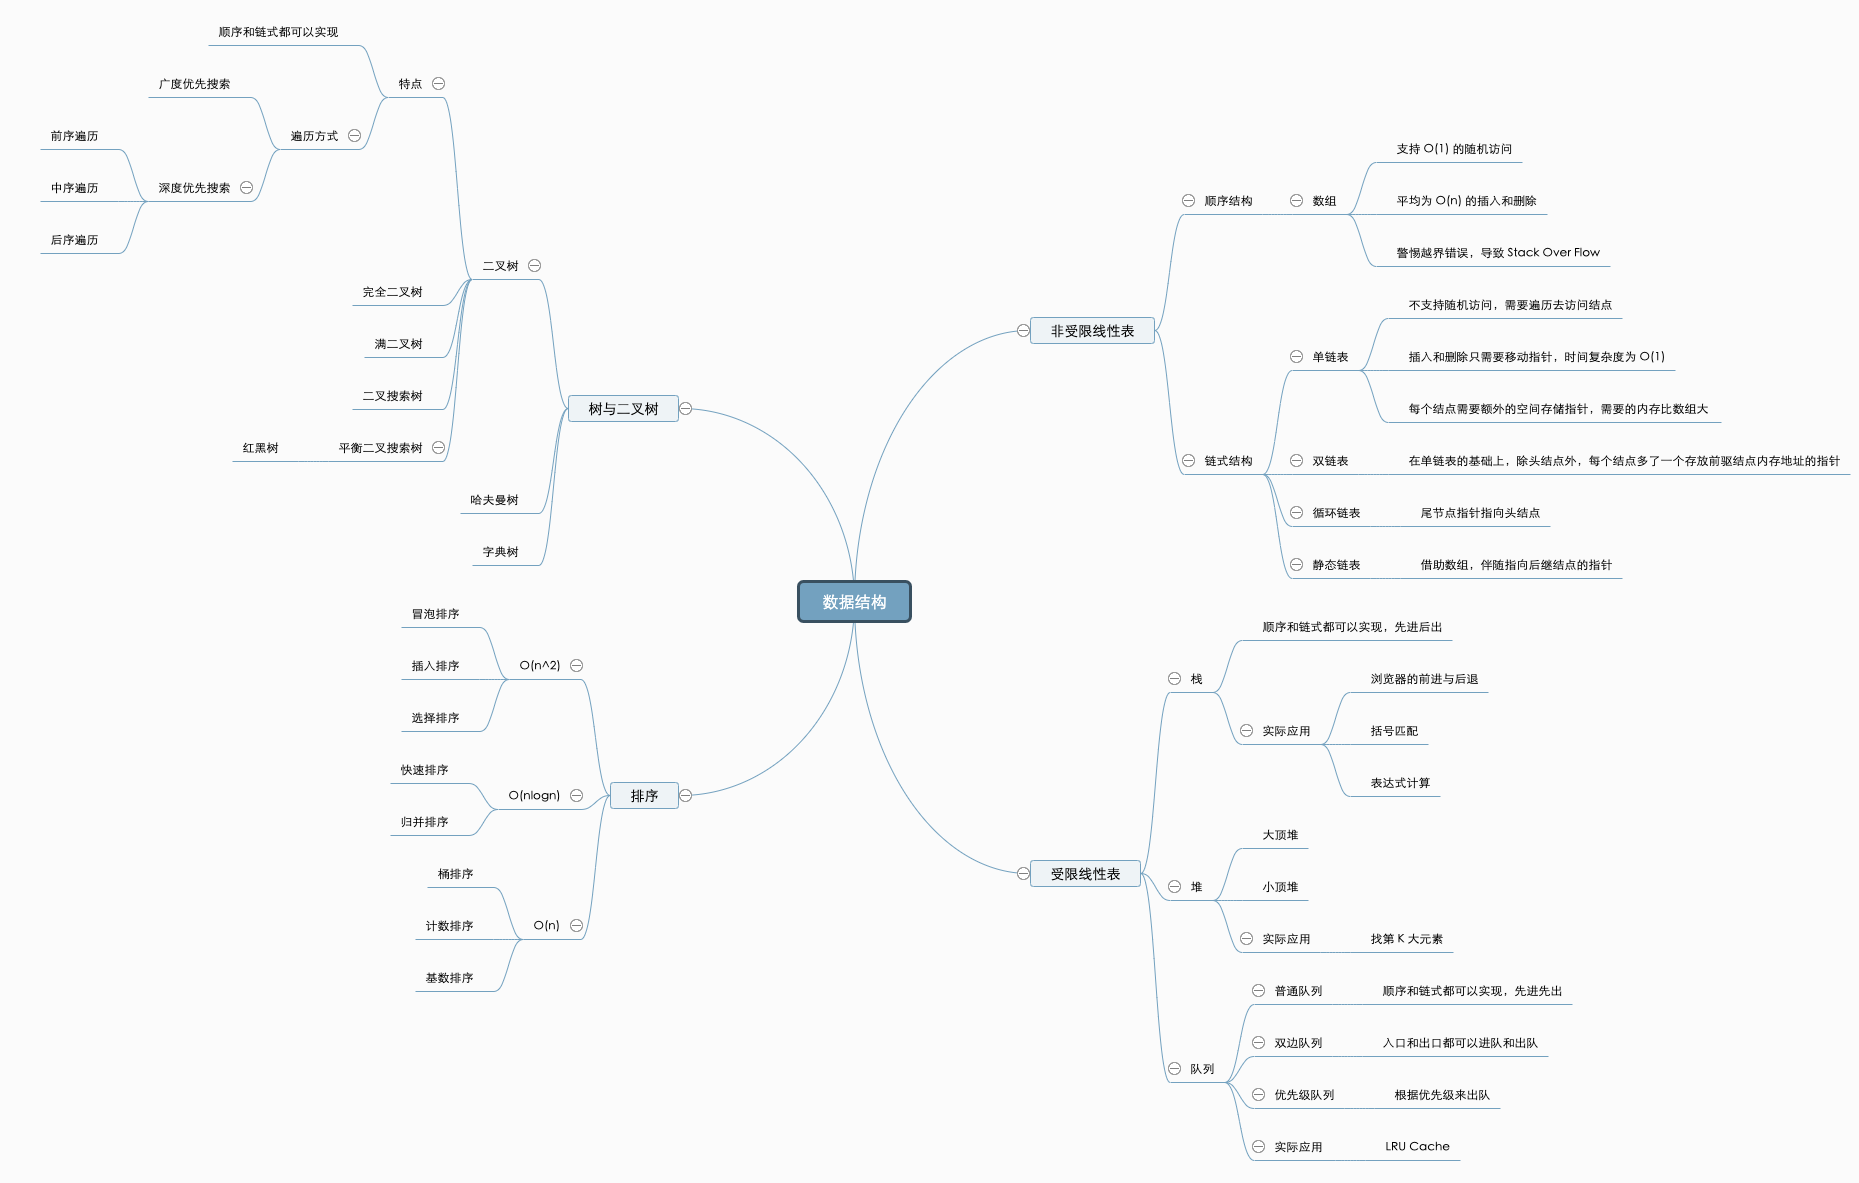 数据结构
非受限线性表
顺序结构
数组
支持 O(1) 的随机访问
平均为 O(n) 的插入和删除
警惕越界错误，导致 Stack Over Flow
链式结构
单链表
不支持随机访问，需要遍历去访问结点
插入和删除只需要移动指针，时间复杂度为 O(1)
每个结点需要额外的空间存储指针，需要的内存比数组大
双链表
在单链表的基础上，除头结点外，每个结点多了一个存放前驱结点内存地址的指针
循环链表
尾节点指针指向头结点
静态链表
借助数组，伴随指向后继结点的指针
受限线性表
栈
顺序和链式都可以实现，先进后出
实际应用
浏览器的前进与后退
括号匹配
表达式计算
堆
大顶堆
小顶堆
实际应用
找第 K 大元素
队列
普通队列
顺序和链式都可以实现，先进先出
双边队列
入口和出口都可以进队和出队
优先级队列
根据优先级来出队
实际应用
LRU Cache
树与二叉树
二叉树
特点
顺序和链式都可以实现
遍历方式
广度优先搜索
深度优先搜索
前序遍历
中序遍历
后序遍历
完全二叉树
满二叉树
二叉搜索树
平衡二叉搜索树
红黑树
哈夫曼树
字典树
排序
O(n^2)
冒泡排序
插入排序
选择排序
O(nlogn)
快速排序
归并排序
O(n)
桶排序
计数排序
基数排序